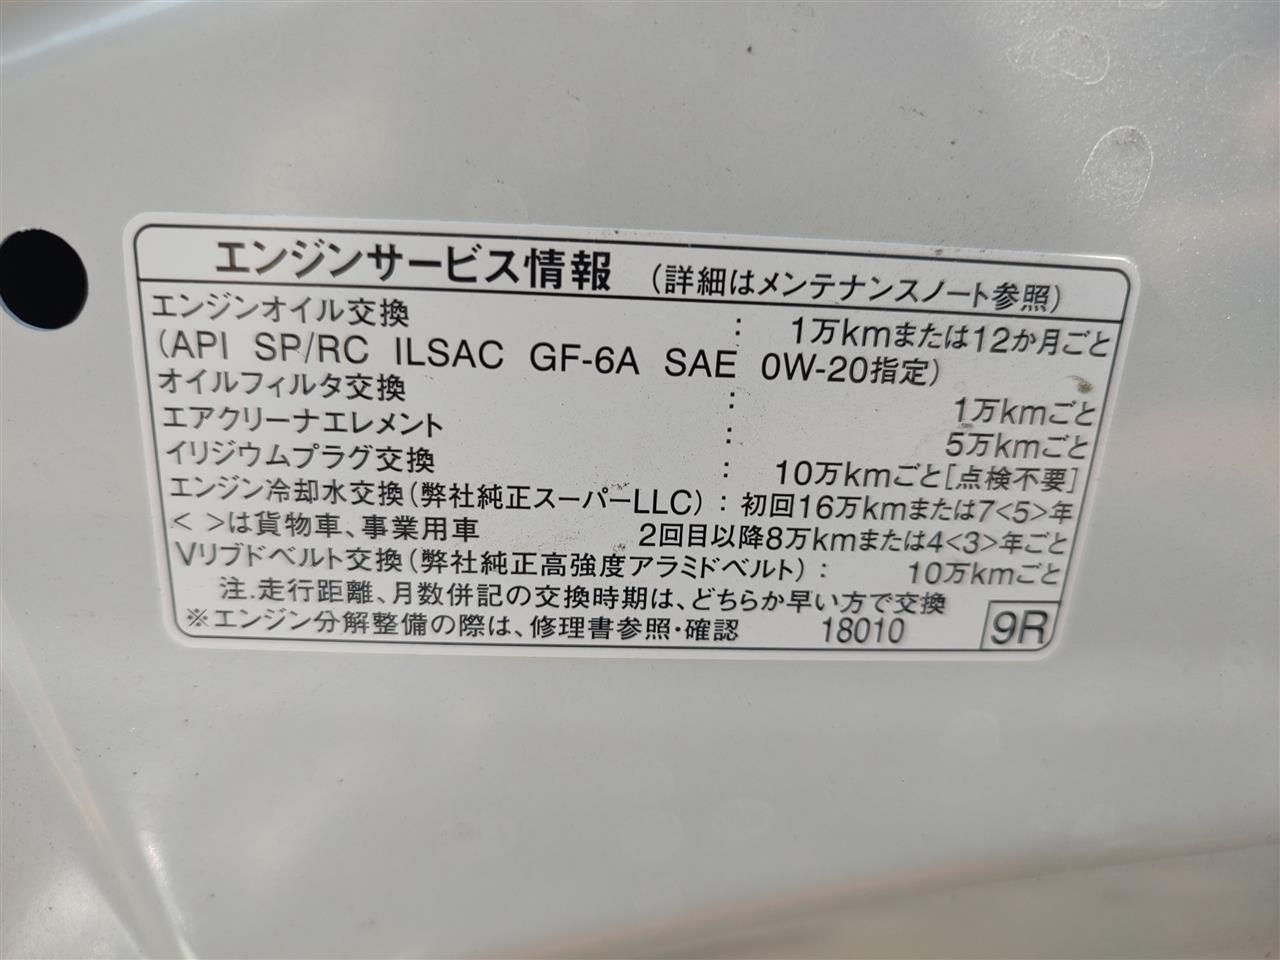 エンジンサービス情報 (詳細はメンテナンスノート参照)
エンジンオイル交換 : 1万kmまたは12か月ごと
(API SP/RC ILSAC GF-6A SAE 0W-20指定)
オイルフィルタ交換 : 1万kmごと
エアクリーナエレメント : 5万kmごと
イリジウムプラグ交換 : 10万kmごと[点検不要]
エンジン冷却水交換(弊社純正スーパーLLC) : 初回16万kmまたは7<5>年
< >は貨物車、事業用車 2回目以降8万kmまたは4<3>年ごと
Vリブドベルト交換(弊社純正高強度アラミドベルト) : 10万kmごと
注.走行距離、月数併記の交換時期は、どちらか早い方で交換
※エンジン分解整備の際は、修理書参照・確認 18010 9R